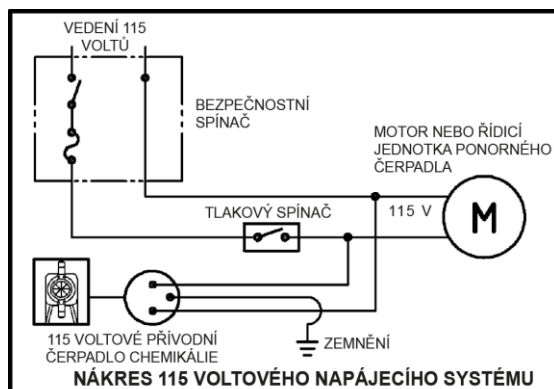 VEDENÍ 115
VOLTŮ
BEZPEČNOSTNÍ
SPÍNAČ
MOTOR NEBO ŘÍDICÍ
JEDNOTKA PONORNÉHO
ČERPADLA
TLAKOVÝ SPÍNAČ
115 V
M
115 VOLTOVÉ PŘÍVODNÍ
ČERPADLO CHEMIKÁLIE
ZEMNĚNÍ
NÁKRES 115 VOLTOVÉHO NAPÁJECÍHO SYSTÉMU